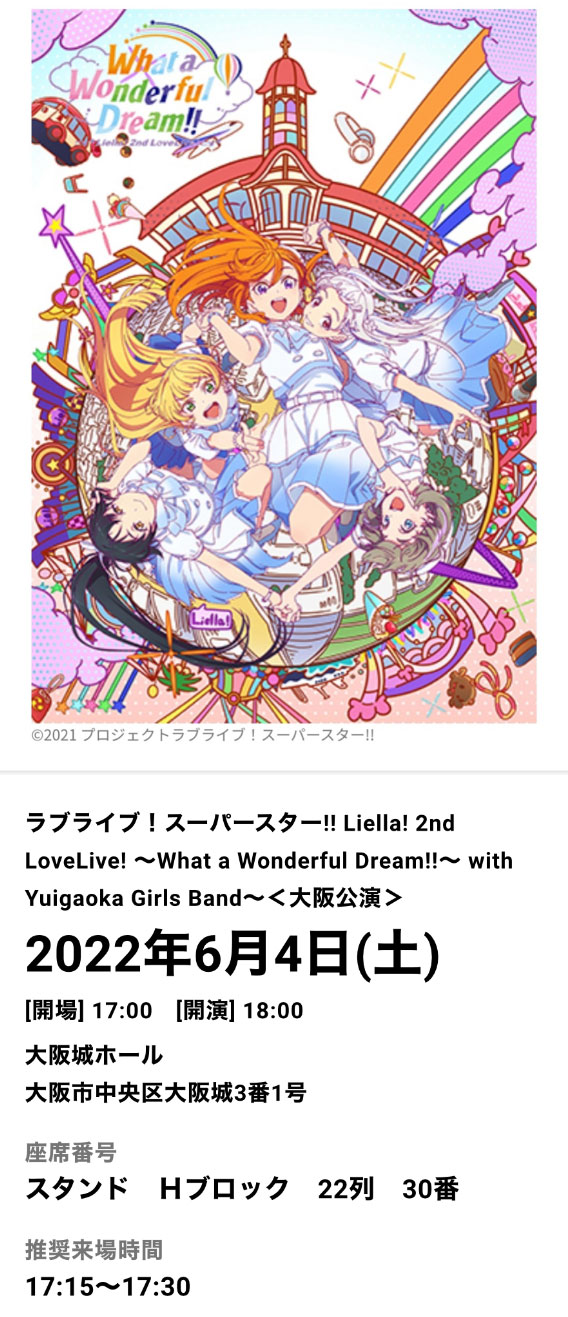 What a
Wonderful
Dream!!
Liella! 2nd LoveLive!
Liella!
©2021 プロジェクトラブライブ！スーパースター!!
ラブライブ！スーパースター!! Liella! 2nd
LoveLive! ～What a Wonderful Dream!!～ with
Yuigaoka Girls Band～＜大阪公演＞
2022年6月4日(土)
[開場] 17:00　[開演] 18:00
大阪城ホール
大阪市中央区大阪城3番1号
座席番号
スタンド　Hブロック　22列　30番
推奨来場時間
17:15～17:30